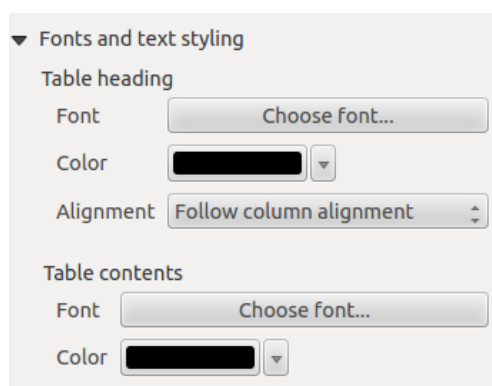 Fonts and text styling
Table heading
Font Choose font...
Color
Alignment Follow column alignment
Table contents
Font Choose font...
Color